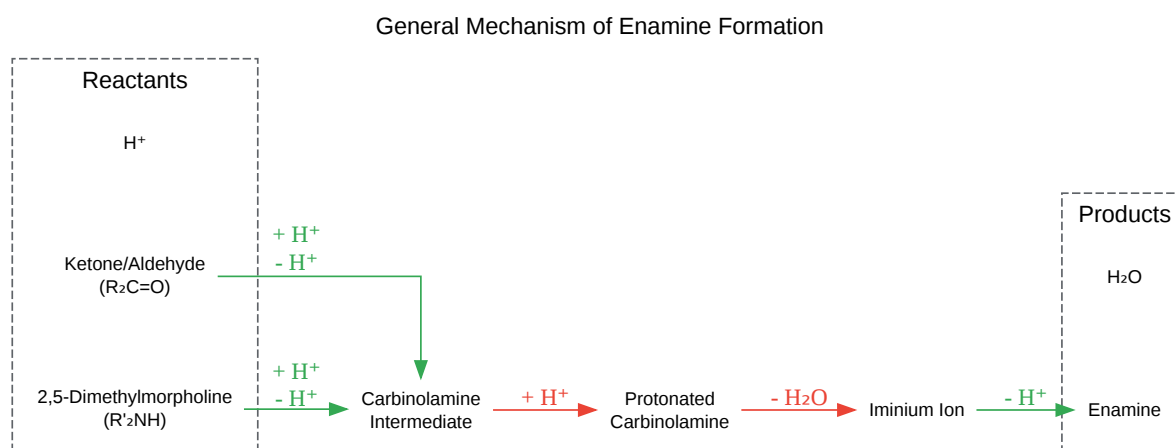 General Mechanism of Enamine Formation
Reactants
H⁺
Ketone/Aldehyde
(R₂C=O)
+ H⁺
- H⁺
2,5-Dimethylmorpholine
(R'₂NH)
+ H⁺
- H⁺
Carbinolamine
Intermediate
+ H⁺
Protonated
Carbinolamine
- H₂O
Iminium Ion
- H⁺
Products
H₂O
Enamine